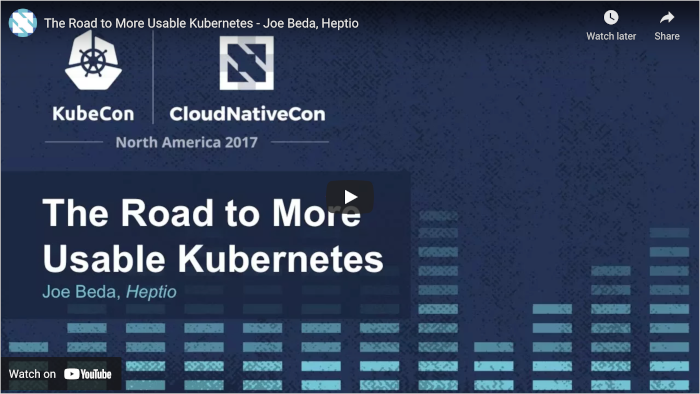 The Road to More Usable Kubernetes - Joe Beda, Heptio
Watch later
Share
KubeCon
CloudNativeCon
North America 2017
The Road to More
Usable Kubernetes
Joe Beda, Heptio
Watch on YouTube